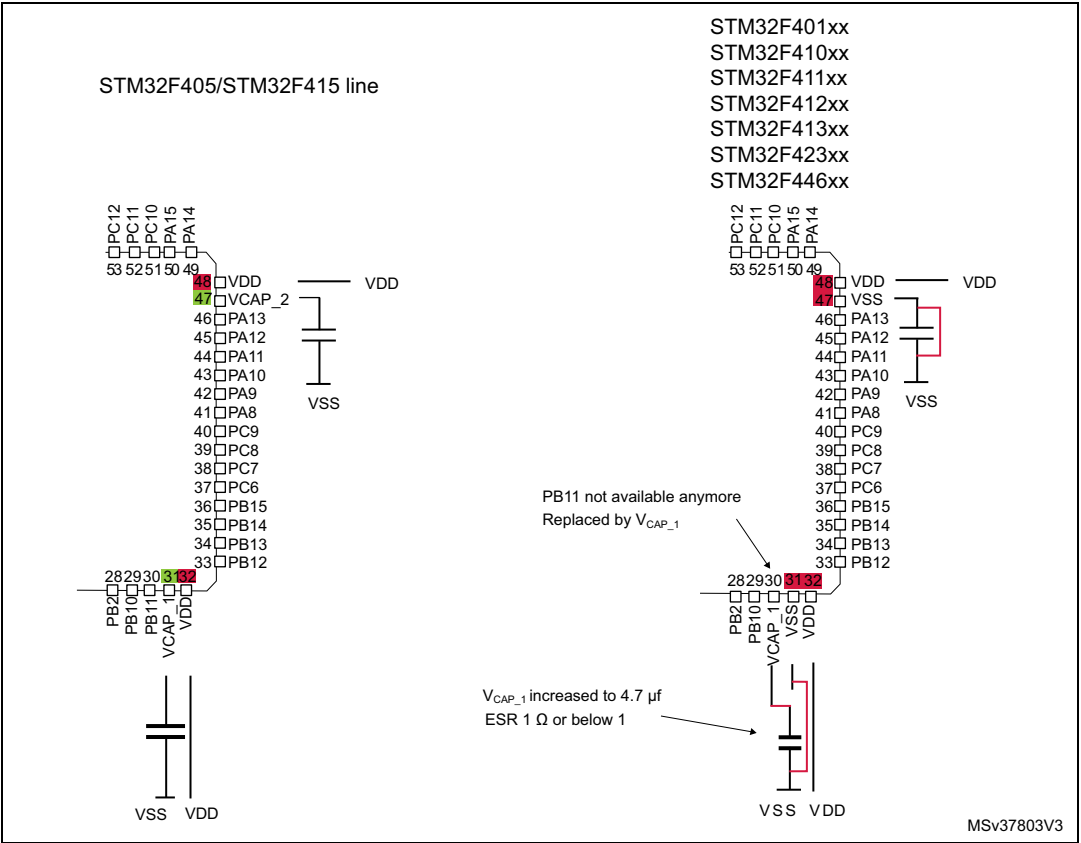 STM32F405/STM32F415 line
PC12
PC11
PC10
PA15
PA14
53 52 51 50 49
48 VDD
VDD
47 VCAP_2
46 PA13
45 PA12
44 PA11
43 PA10
42 PA9
VSS
41 PA8
40 PC9
39 PC8
38 PC7
37 PC6
36 PB15
35 PB14
34 PB13
33 PB12
28 29 30 31 32
PB2
PB10
PB11
VCAP_1
VDD
VSS VDD
STM32F401xx
STM32F410xx
STM32F411xx
STM32F412xx
STM32F413xx
STM32F423xx
STM32F446xx
PC12
PC11
PC10
PA15
PA14
53 52 51 50 49
48 VDD
VDD
47 VSS
46 PA13
45 PA12
44 PA11
43 PA10
42 PA9
VSS
41 PA8
40 PC9
39 PC8
38 PC7
37 PC6
36 PB15
35 PB14
34 PB13
33 PB12
PB11 not available anymore
Replaced by VCAP_1
28 29 30 31 32
PB2
PB10
VCAP_1
VSS
VDD
VCAP_1 increased to 4.7 µf
ESR 1 Ω or below 1
VSS VDD
MSv37803V3